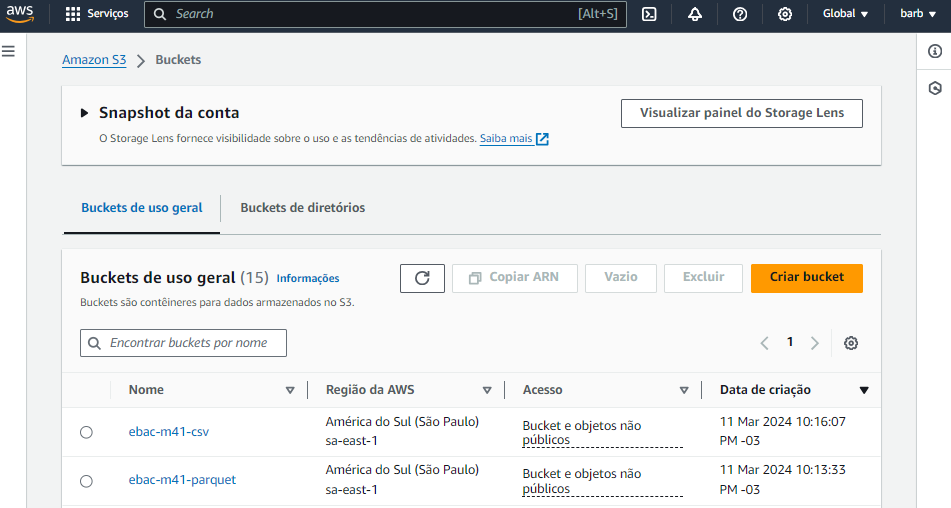 aws Serviços Search [Alt+S] Global barb
Amazon S3 Buckets
Snapshot da conta
Visualizar painel do Storage Lens
O Storage Lens fornece visibilidade sobre o uso e as tendências de atividades. Saiba mais
Buckets de uso geral Buckets de diretórios
Buckets de uso geral (15) Informações
Copiar ARN Vazio Excluir Criar bucket
Buckets são contêineres para dados armazenados no S3.
Encontrar buckets por nome
1
Nome Região da AWS Acesso Data de criação
ebac-m41-csv
América do Sul (São Paulo)
sa-east-1
Bucket e objetos não
públicos
11 Mar 2024 10:16:07
PM -03
ebac-m41-parquet
América do Sul (São Paulo)
sa-east-1
Bucket e objetos não
públicos
11 Mar 2024 10:13:33
PM -03